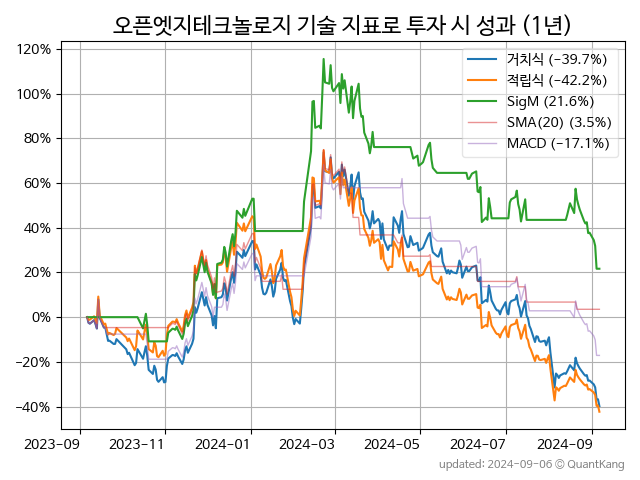 오픈엣지테크놀로지 기술 지표로 투자 시 성과 (1년)
120%
100%
80%
60%
40%
20%
0%
−20%
−40%
거치식 (−39.7%)
적립식 (−42.2%)
SigM (21.6%)
SMA(20) (3.5%)
MACD (−17.1%)
2023-09
2023-11
2024-01
2024-03
2024-05
2024-07
2024-09
updated: 2024-09-06 © QuantKang